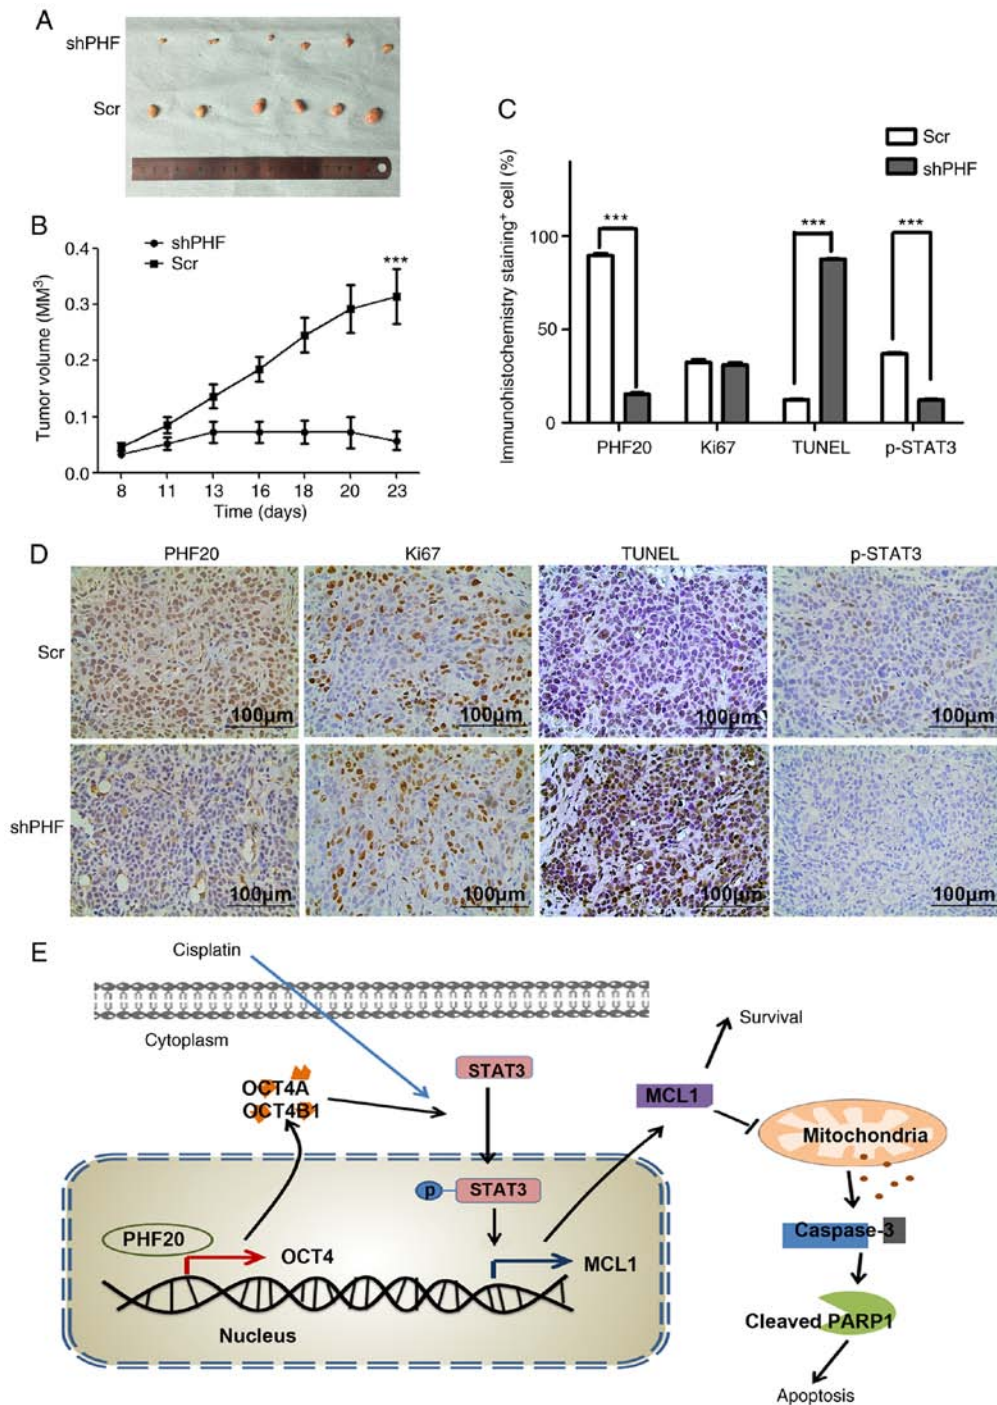 A
shPHF
Scr
B
shPHF
Scr
***
Tumor volume (MM³)
0.4
0.3
0.2
0.1
0.0
8 11 13 16 18 20 23
Time (days)
C
Scr
shPHF
Immunohistochemistry staining⁺ cell (%)
100
50
0
*** *** ***
PHF20 Ki67 TUNEL p-STAT3
D
PHF20 Ki67 TUNEL p-STAT3
Scr
100µm 100µm 100µm 100µm
shPHF
100µm 100µm 100µm 100µm
E
Cisplatin
Cytoplasm
OCT4A
OCT4B1
STAT3
p STAT3
PHF20
OCT4
MCL1
Nucleus
MCL1
Survival
Mitochondria
Caspase-3
Cleaved PARP1
Apoptosis